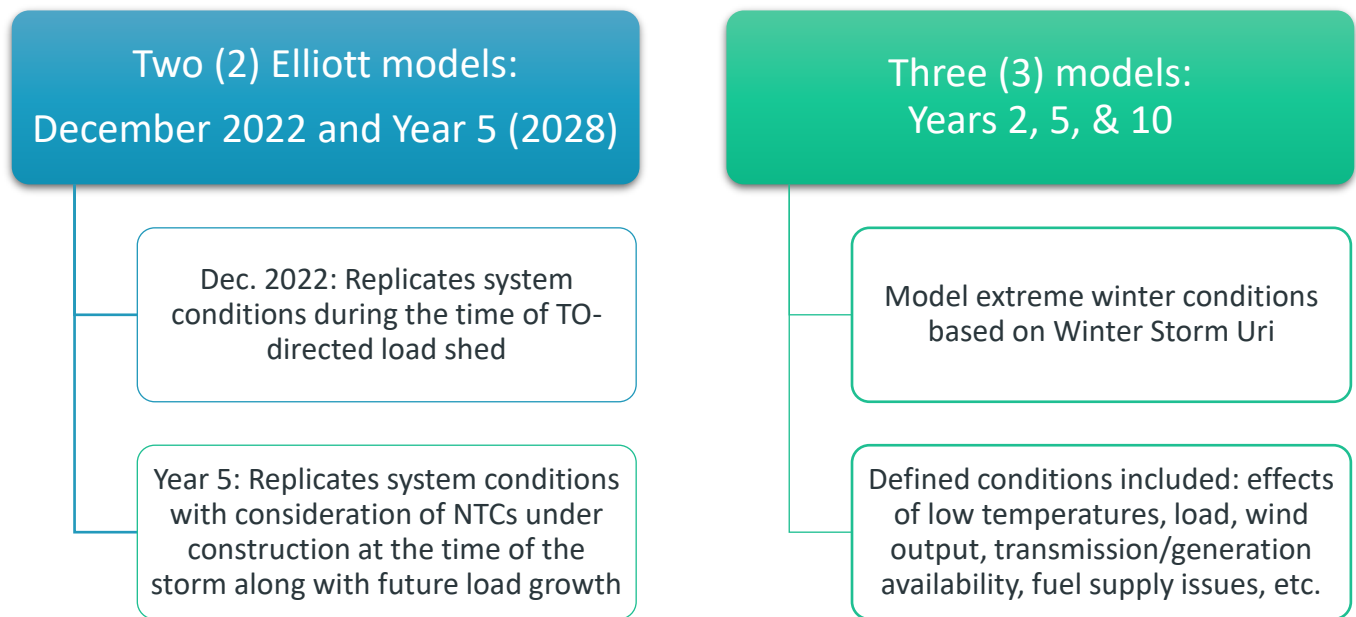 Two (2) Elliott models:
December 2022 and Year 5 (2028)
Dec. 2022: Replicates system
conditions during the time of TO-
directed load shed
Year 5: Replicates system conditions
with consideration of NTCs under
construction at the time of the
storm along with future load growth
Three (3) models:
Years 2, 5, & 10
Model extreme winter conditions
based on Winter Storm Uri
Defined conditions included: effects
of low temperatures, load, wind
output, transmission/generation
availability, fuel supply issues, etc.